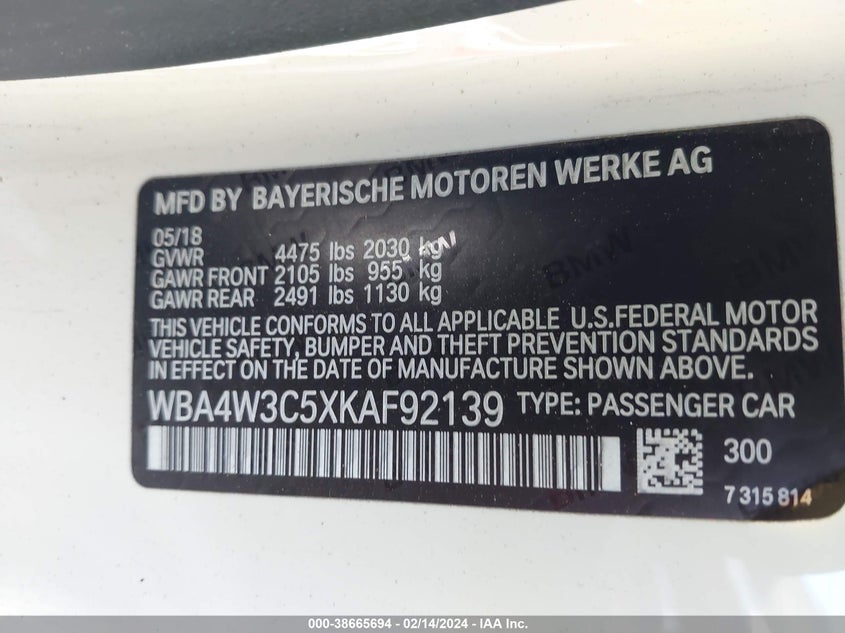 MFD BY BAYERISCHE MOTOREN WERKE AG
05/18
GVWR 4475 lbs 2030 kg
GAWR FRONT 2105 lbs 955 kg
GAWR REAR 2491 lbs 1130 kg
THIS VEHICLE CONFORMS TO ALL APPLICABLE U.S.FEDERAL MOTOR
VEHICLE SAFETY, BUMPER AND THEFT PREVENTION STANDARDS
IN EFFECT ON THE DATE OF MANUFACTURE SHOWN ABOVE.
WBA4W3C5XKAF92139 TYPE: PASSENGER CAR
300
7 315 814
BMW
000-38665694 - 02/14/2024 - IAA Inc.